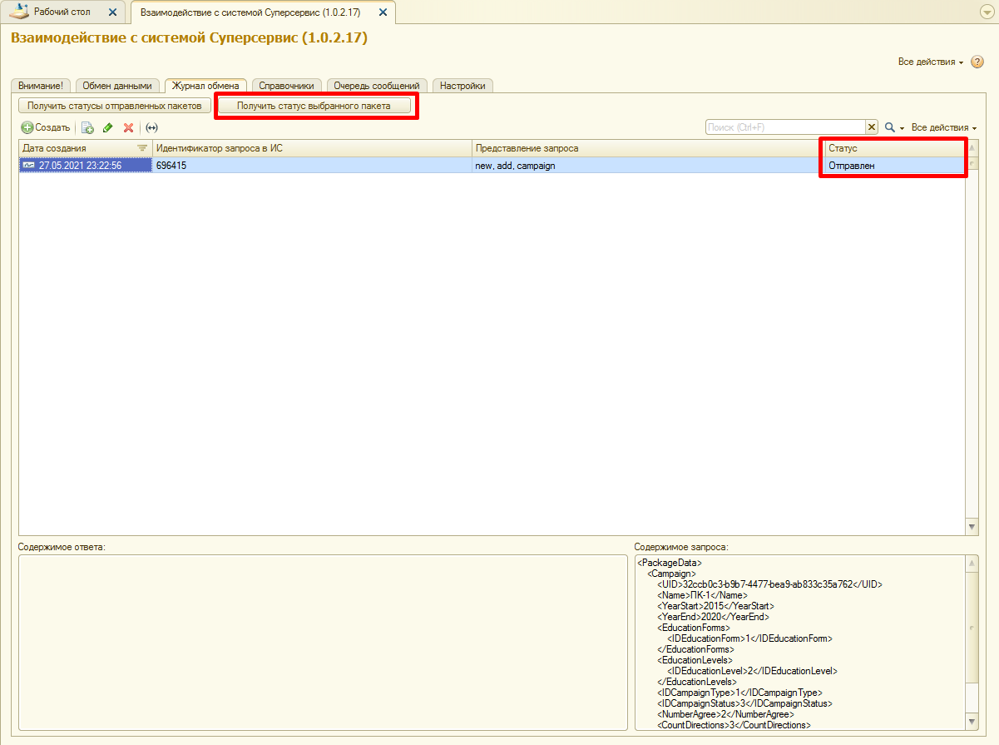 Рабочий стол
Взаимодействие с системой Суперсервис (1.0.2.17)
Взаимодействие с системой Суперсервис (1.0.2.17)
Все действия
?
Внимание!
Обмен данными
Журнал обмена
Справочники
Очередь сообщений
Настройки
Получить статусы отправленных пакетов
Получить статус выбранного пакета
Создать
Поиск (Ctrl+F)
Все действия
Дата создания
Идентификатор запроса в ИС
Представление запроса
Статус
27.05.2021 23:22:56
696415
new, add, campaign
Отправлен
Содержимое ответа:
Содержимое запроса:
<PackageData>
<Campaign>
<UID>32ccb0c3-b9b7-4477-bea9-ab833c35a762</UID>
<Name>ПК-1</Name>
<YearStart>2015</YearStart>
<YearEnd>2020</YearEnd>
<EducationForms>
<IDEducationForm>1</IDEducationForm>
</EducationForms>
<EducationLevels>
<IDEducationLevel>2</IDEducationLevel>
</EducationLevels>
<IDCampaignType>1</IDCampaignType>
<IDCampaignStatus>3</IDCampaignStatus>
<NumberAgree>2</NumberAgree>
<CountDirections>3</CountDirections>